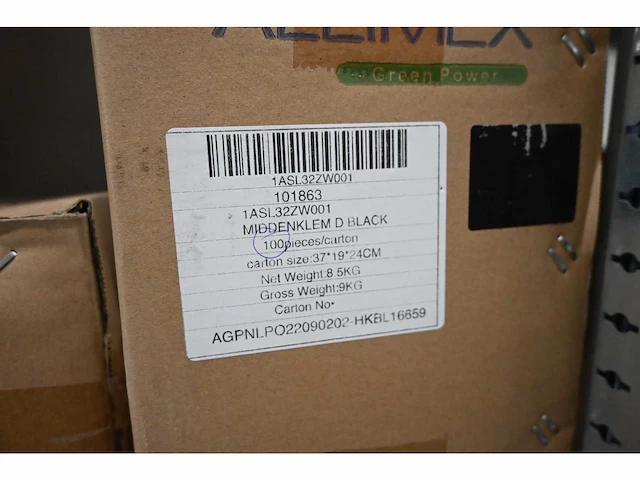 ALLIMEX
Green Power
1ASL32ZW001
101863
1ASL32ZW001
MIDDENKLEM D BLACK
100pieces/carton
carton size:37*19*24CM
Net Weight:8.5KG
Gross Weight:9KG
Carton No•
AGPNLPO22090202-HKBL16659